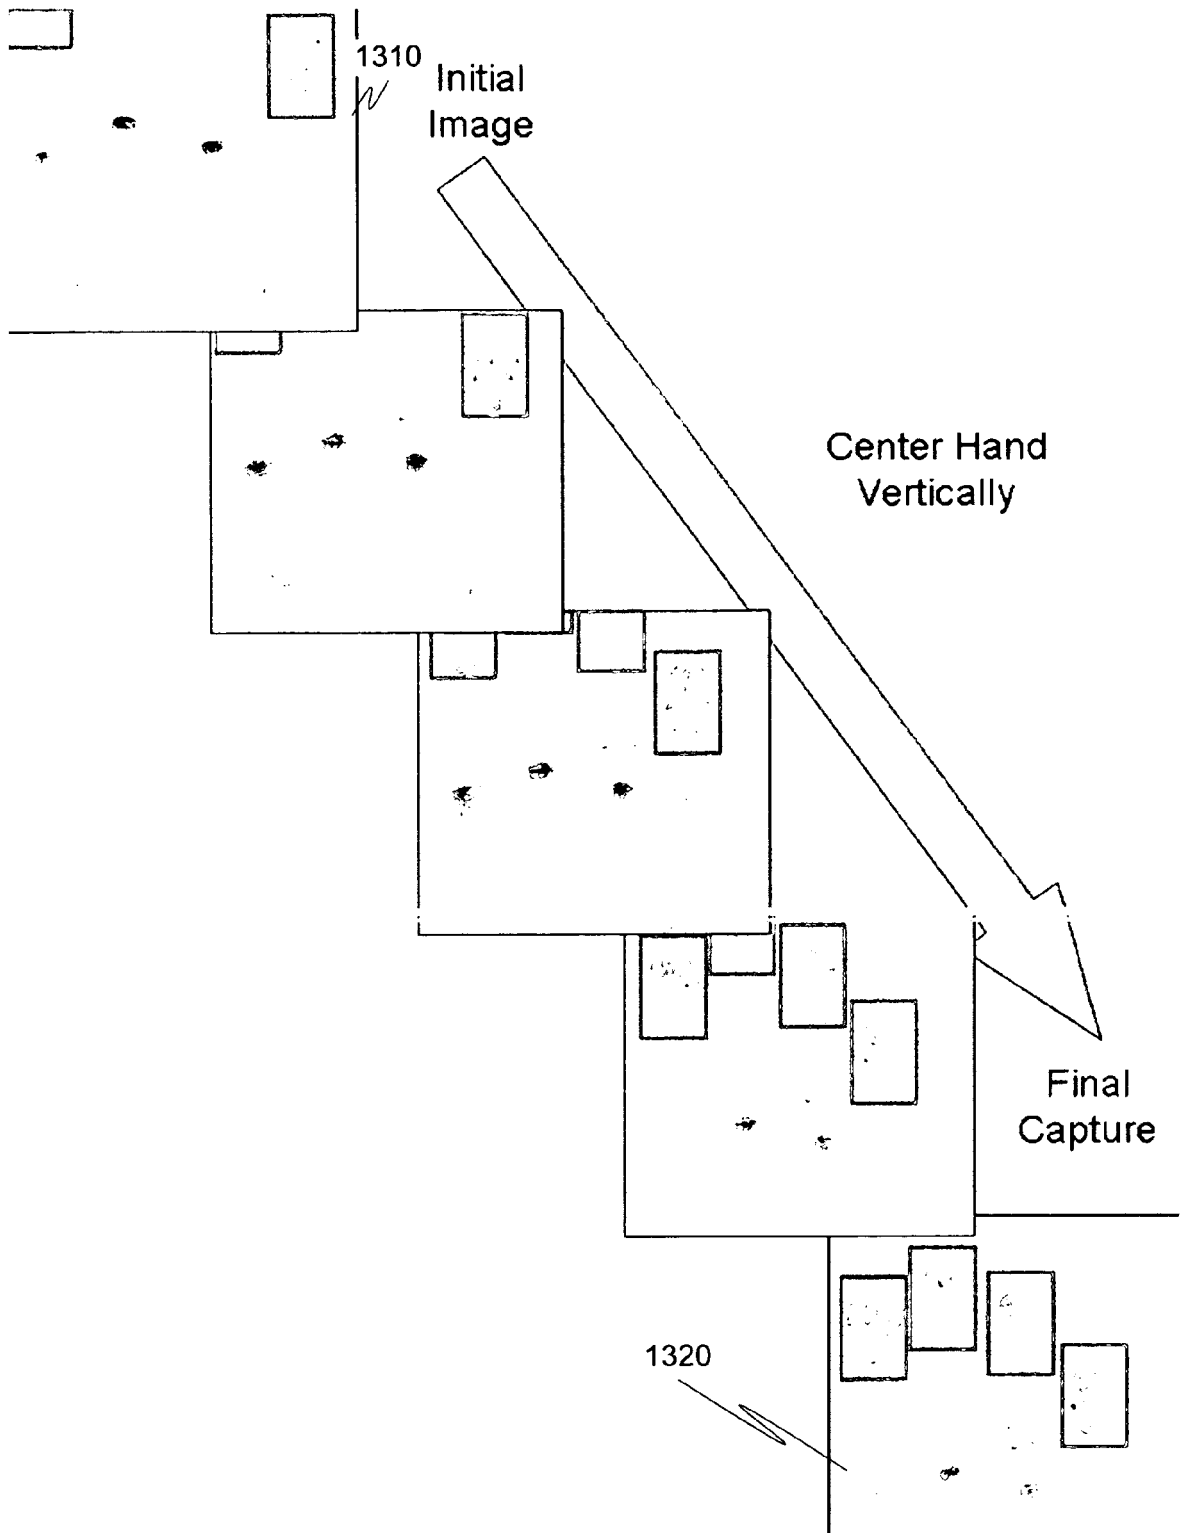 1310
Initial
Image
Center Hand
Vertically
Final
Capture
1320